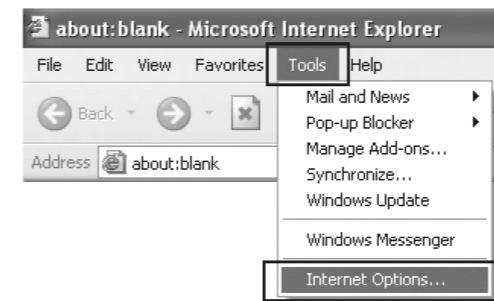 about:blank - Microsoft Internet Explorer
File Edit View Favorites Tools Help
Back
Address about:blank
Mail and News
Pop-up Blocker
Manage Add-ons...
Synchronize...
Windows Update
Windows Messenger
Internet Options...